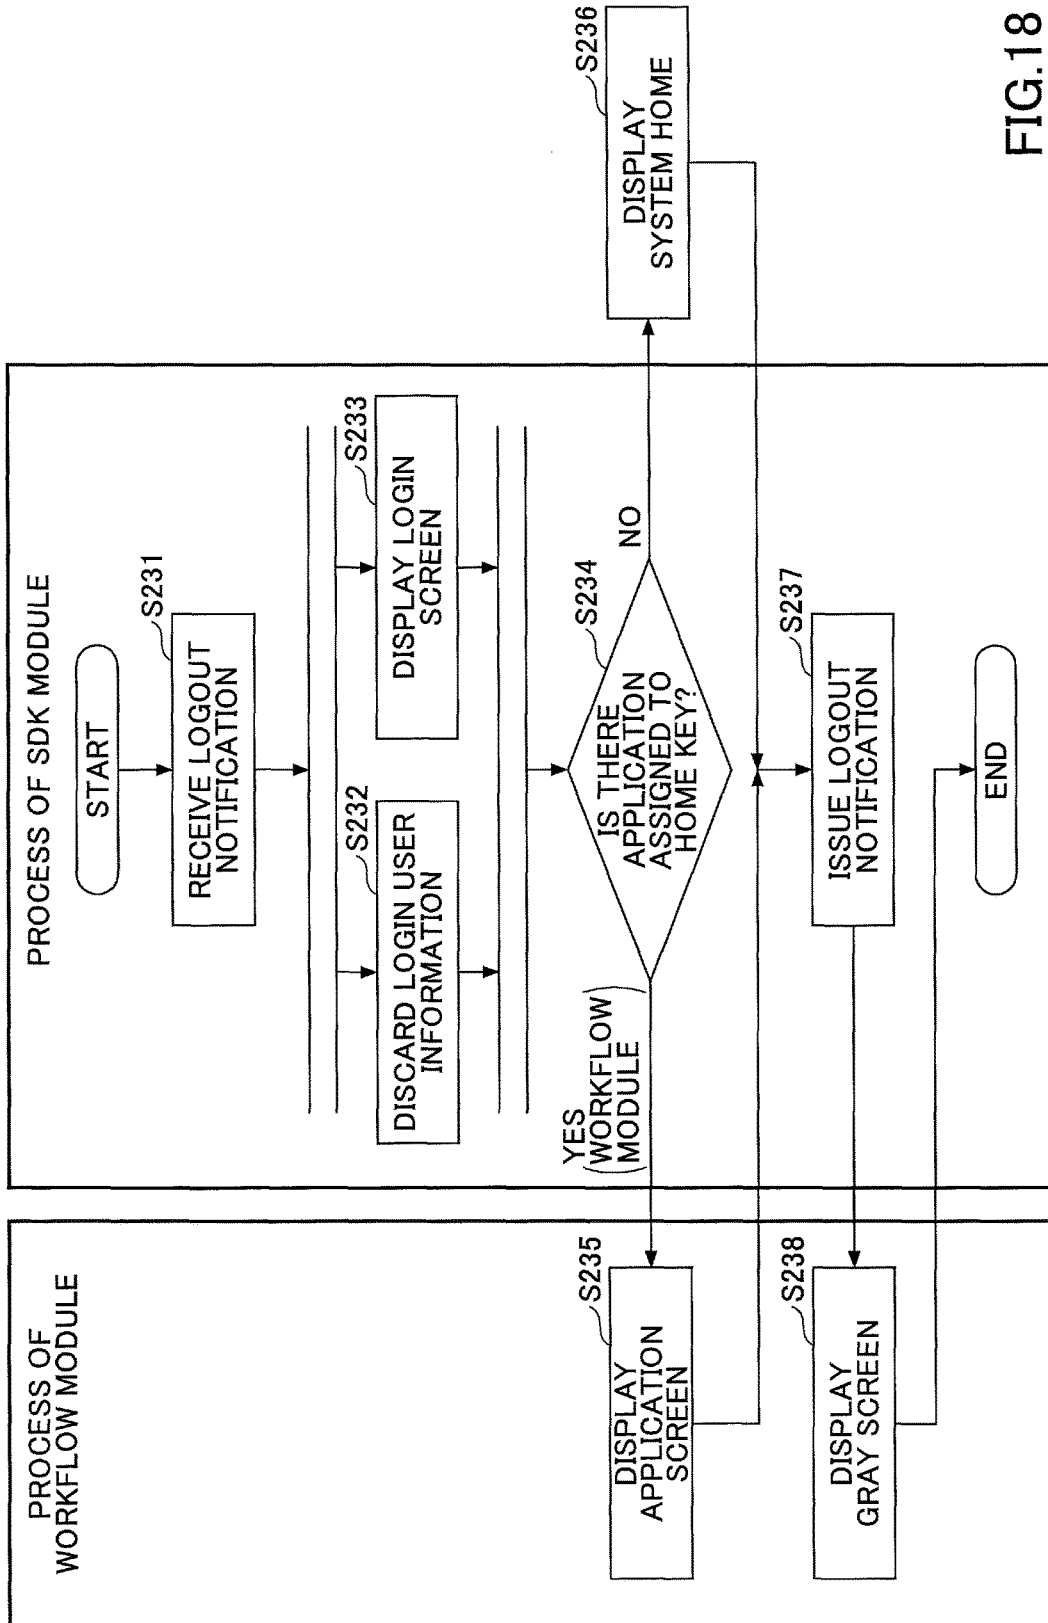 PROCESS OF
WORKFLOW MODULE
PROCESS OF SDK MODULE
START
S231
RECEIVE LOGOUT
NOTIFICATION
S232
DISCARD LOGIN USER
INFORMATION
S233
DISPLAY LOGIN
SCREEN
S234
IS THERE
APPLICATION
ASSIGNED TO
HOME KEY?
YES
(WORKFLOW
MODULE)
NO
S235
DISPLAY
APPLICATION
SCREEN
S236
DISPLAY
SYSTEM HOME
S237
ISSUE LOGOUT
NOTIFICATION
S238
DISPLAY
GRAY SCREEN
END
FIG.18